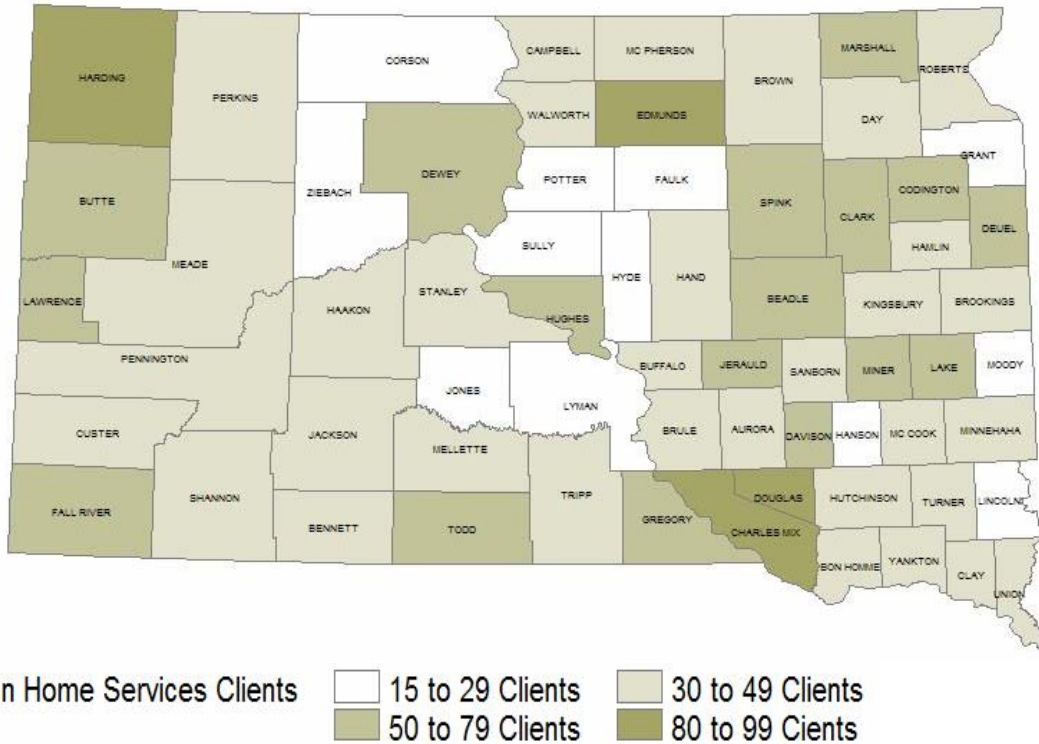 CAMPBELL
MC PHERSON
MARSHALL
ROBERTS
CORSON
BROWN
HARDING
PERKINS
WALWORTH
EDMUNDS
DAY
GRANT
DEWEY
POTTER
FAULK
ZIEBACH
CODINGTON
BUTTE
SPINK
CLARK
DEUEL
SULLY
HAMLIN
MEADE
HYDE
HAND
STANLEY
BEADLE
LAWRENCE
HAAKON
KINGSBURY
BROOKINGS
HUGHES
PENNINGTON
BUFFALO
JERAULD
SANBORN
MINER
LAKE
MOODY
JONES
LYMAN
CUSTER
JACKSON
MELLETTE
BRULE
AURORA
DAVISON
HANSON
MC COOK
MINNEHAHA
SHANNON
TRIPP
DOUGLAS
HUTCHINSON
TURNER
LINCOLN
FALL RIVER
BENNETT
TODD
GREGORY
CHARLES MIX
BON HOMME
YANKTON
CLAY
UNION
n Home Services Clients
15 to 29 Clients
30 to 49 Clients
50 to 79 Clients
80 to 99 Cients